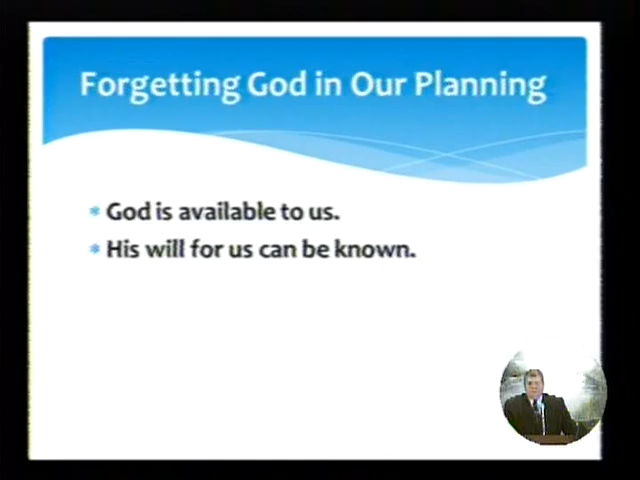 Forgetting God in Our Planning
God is available to us.
His will for us can be known.